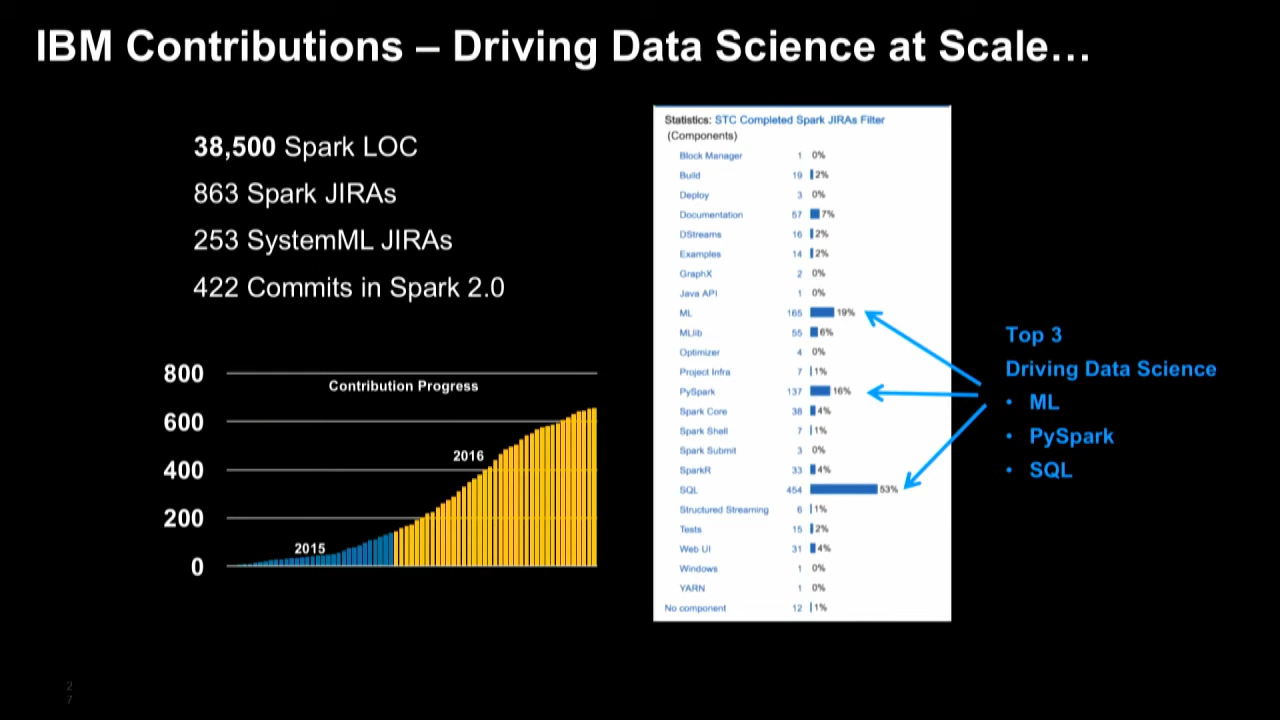 IBM Contributions – Driving Data Science at Scale…
38,500 Spark LOC
863 Spark JIRAs
253 SystemML JIRAs
422 Commits in Spark 2.0
800
Contribution Progress
600
2016
400
200
2015
0
Statistics: STC Completed Spark JIRAs Filter
(Components)
Block Manager 1 0%
Build 19 2%
Deploy 3 0%
Documentation 57 7%
DStreams 16 2%
Examples 14 2%
GraphX 2 0%
Java API 1 0%
ML 165 19%
MLlib 55 6%
Optimizer 4 0%
Project Infra 7 1%
PySpark 137 16%
Spark Core 38 4%
Spark Shell 7 1%
Spark Submit 3 0%
SparkR 33 4%
SQL 454 53%
Structured Streaming 6 1%
Tests 15 2%
Web UI 31 4%
Windows 1 0%
YARN 1 0%
No component 12 1%
Top 3
Driving Data Science
• ML
• PySpark
• SQL
2
7